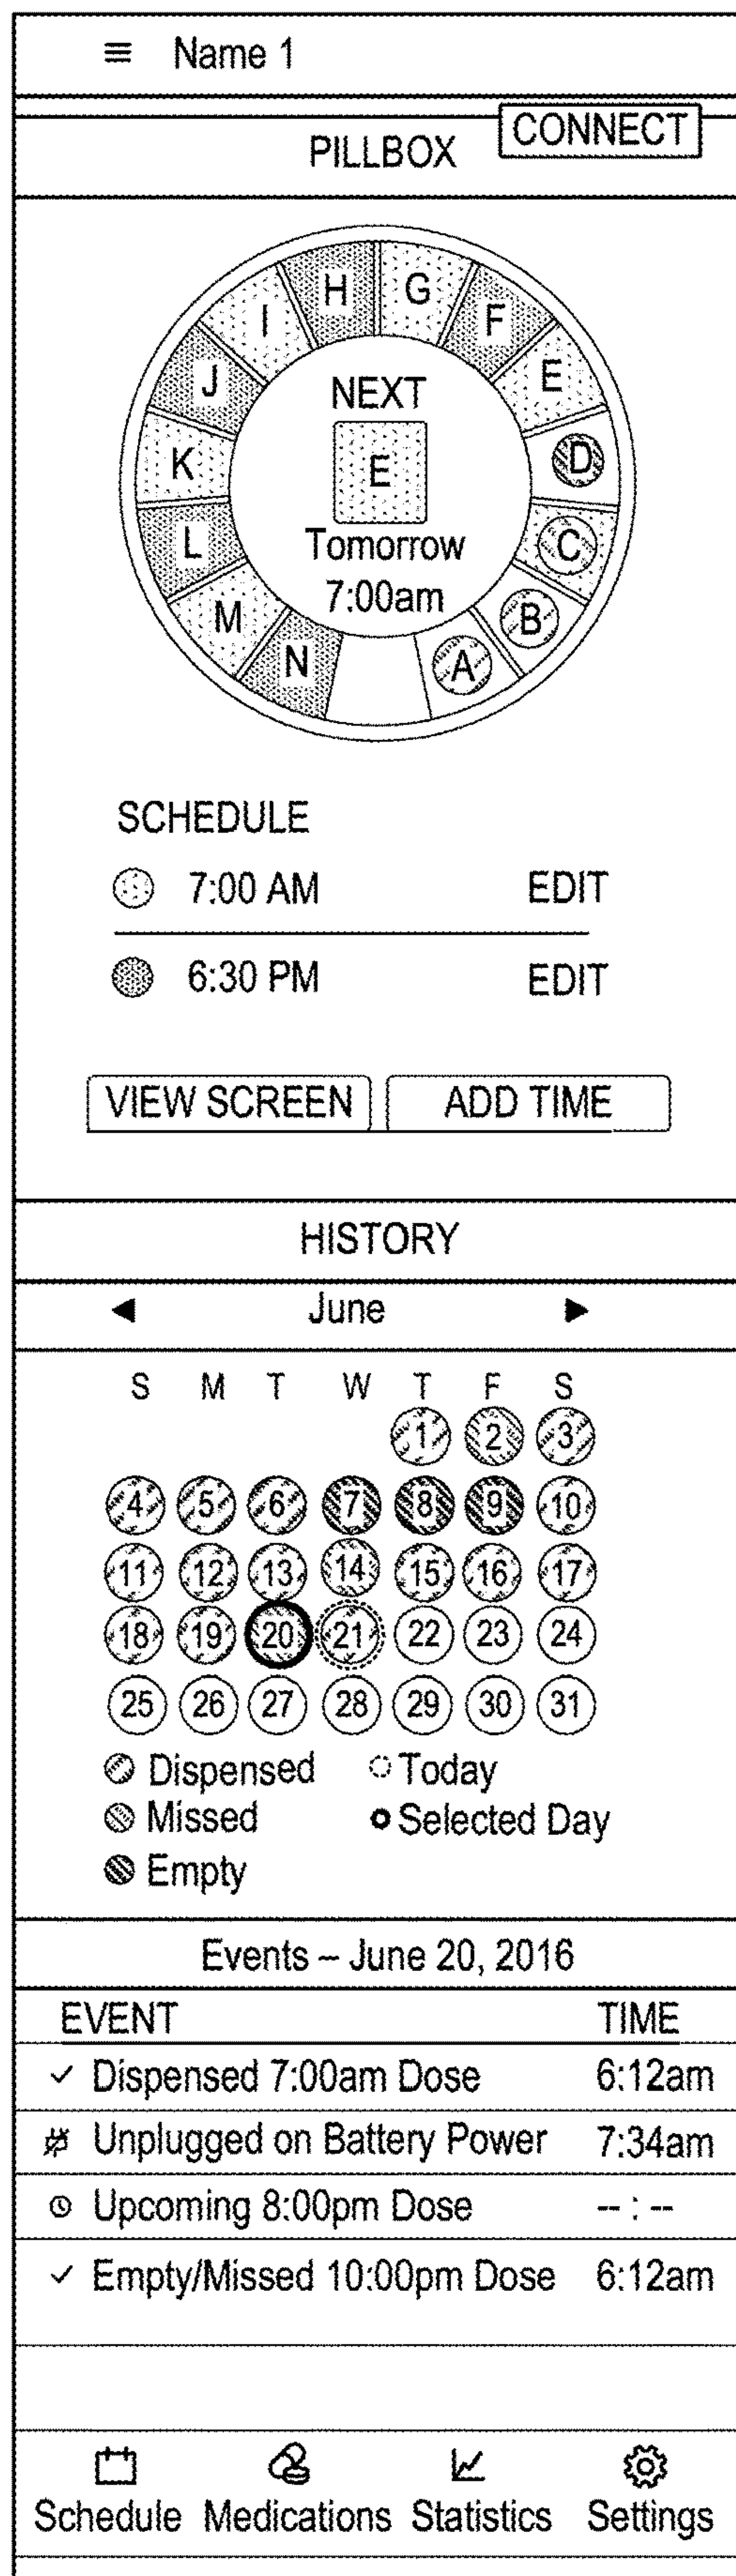 Name 1
CONNECT
PILLBOX
H G
I F
J E
NEXT
K E D
L Tomorrow C
7:00am
M B
N A
SCHEDULE
7:00 AM EDIT
6:30 PM EDIT
VIEW SCREEN ADD TIME
HISTORY
June
S M T W T F S
1 2 3
4 5 6 7 8 9 10
11 12 13 14 15 16 17
18 19 20 21 22 23 24
25 26 27 28 29 30 31
Dispensed Today
Missed Selected Day
Empty
Events – June 20, 2016
EVENT TIME
Dispensed 7:00am Dose 6:12am
Unplugged on Battery Power 7:34am
Upcoming 8:00pm Dose -- : --
Empty/Missed 10:00pm Dose 6:12am
Schedule Medications Statistics Settings